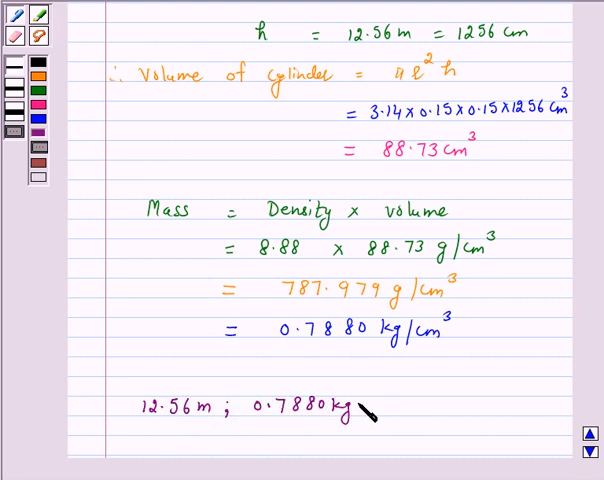 h = 12.56 m = 1256 cm
∴ Volume of cylinder = π r² h
= 3.14 × 0.15 × 0.15 × 1256 cm³
= 88.73 cm³
Mass = Density × volume
= 8.88 × 88.73 g/cm³
= 787.979 g/cm³
= 0.7880 kg/cm³
12.56 m ; 0.7880 kg